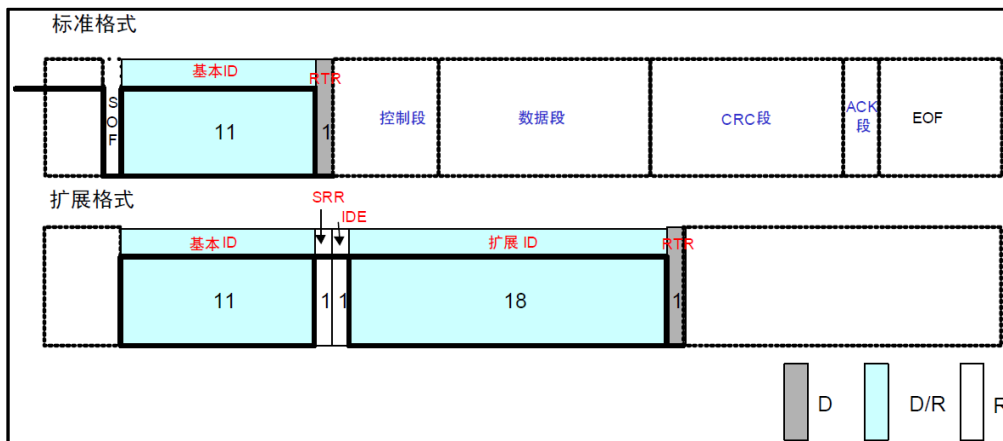 标准格式
基本ID
RTR
SOF
11
1
控制段
数据段
CRC段
ACK
段
EOF
扩展格式
SRR
IDE
基本ID
扩展 ID
RTR
11
1
1
18
1
D
D/R
R